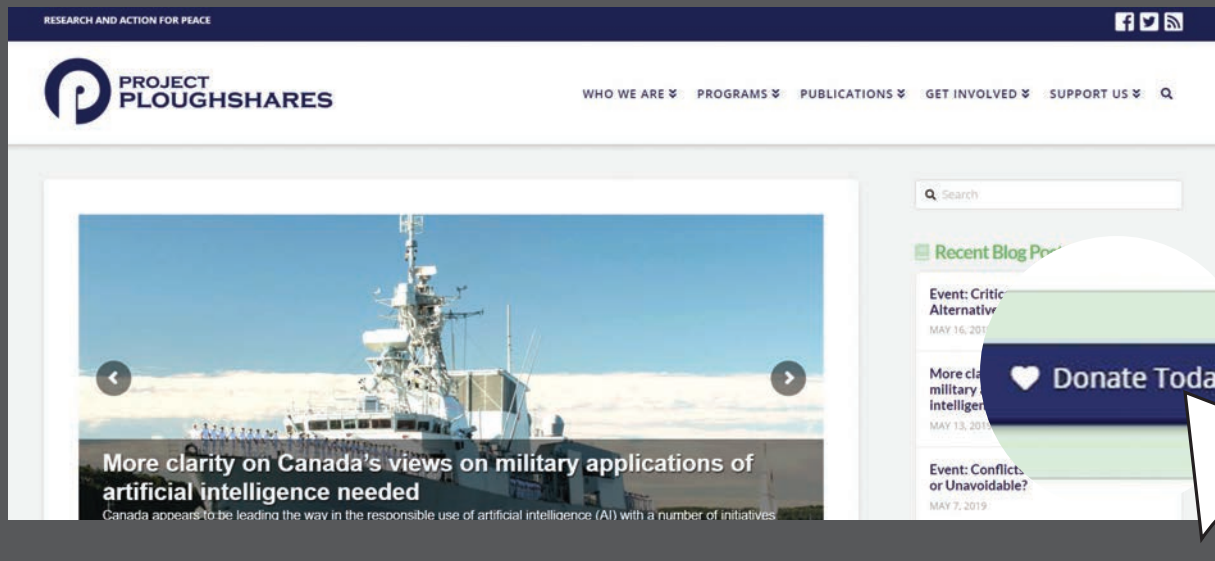 RESEARCH AND ACTION FOR PEACE
PROJECT
PLOUGHSHARES
WHO WE ARE PROGRAMS PUBLICATIONS GET INVOLVED SUPPORT US
Search
Recent Blog
Event:
MAY 16,
More
military
MAY 13, 2019
Event: Conflicts
or Unavoidable?
MAY 7, 2019
Donate
More clarity on Canada's views on military applications of
artificial intelligence needed
Canada appears to be leading the way in the responsible use of artificial intelligence (AI) with a number of initiatives